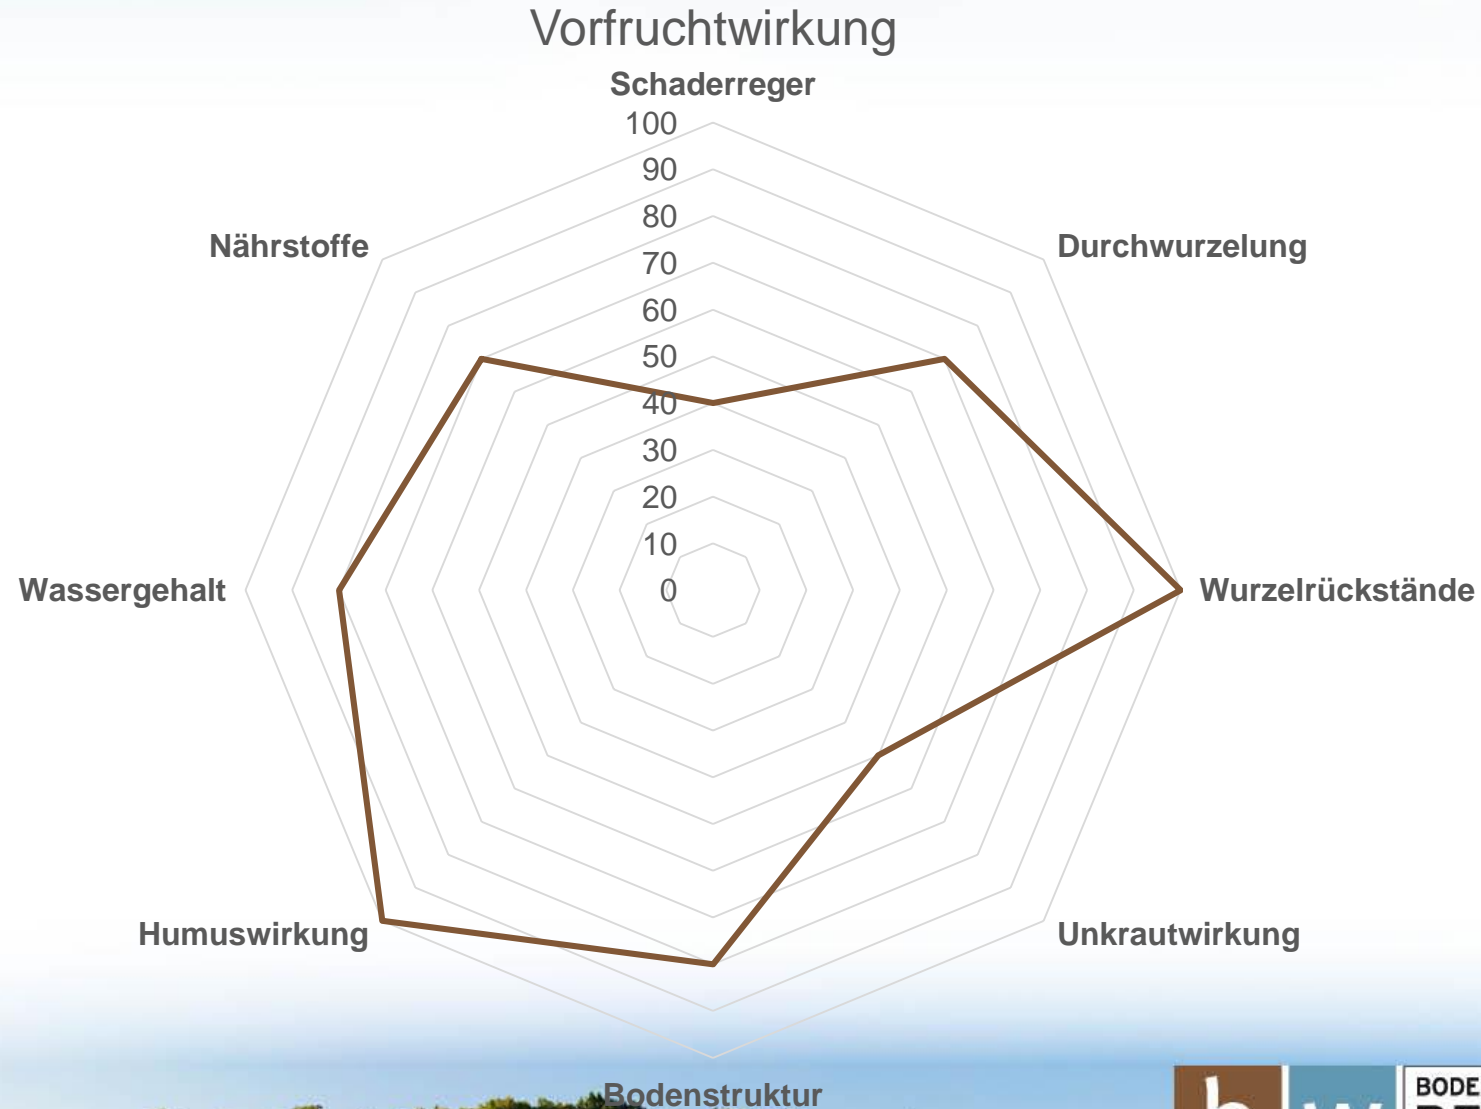 Vorfruchtwirkung
Schaderreger
100
90
80
70
60
50
40
30
20
10
0
Nährstoffe
Durchwurzelung
Wassergehalt
Wurzelrückstände
Humuswirkung
Unkrautwirkung
Bodenstruktur
BODE